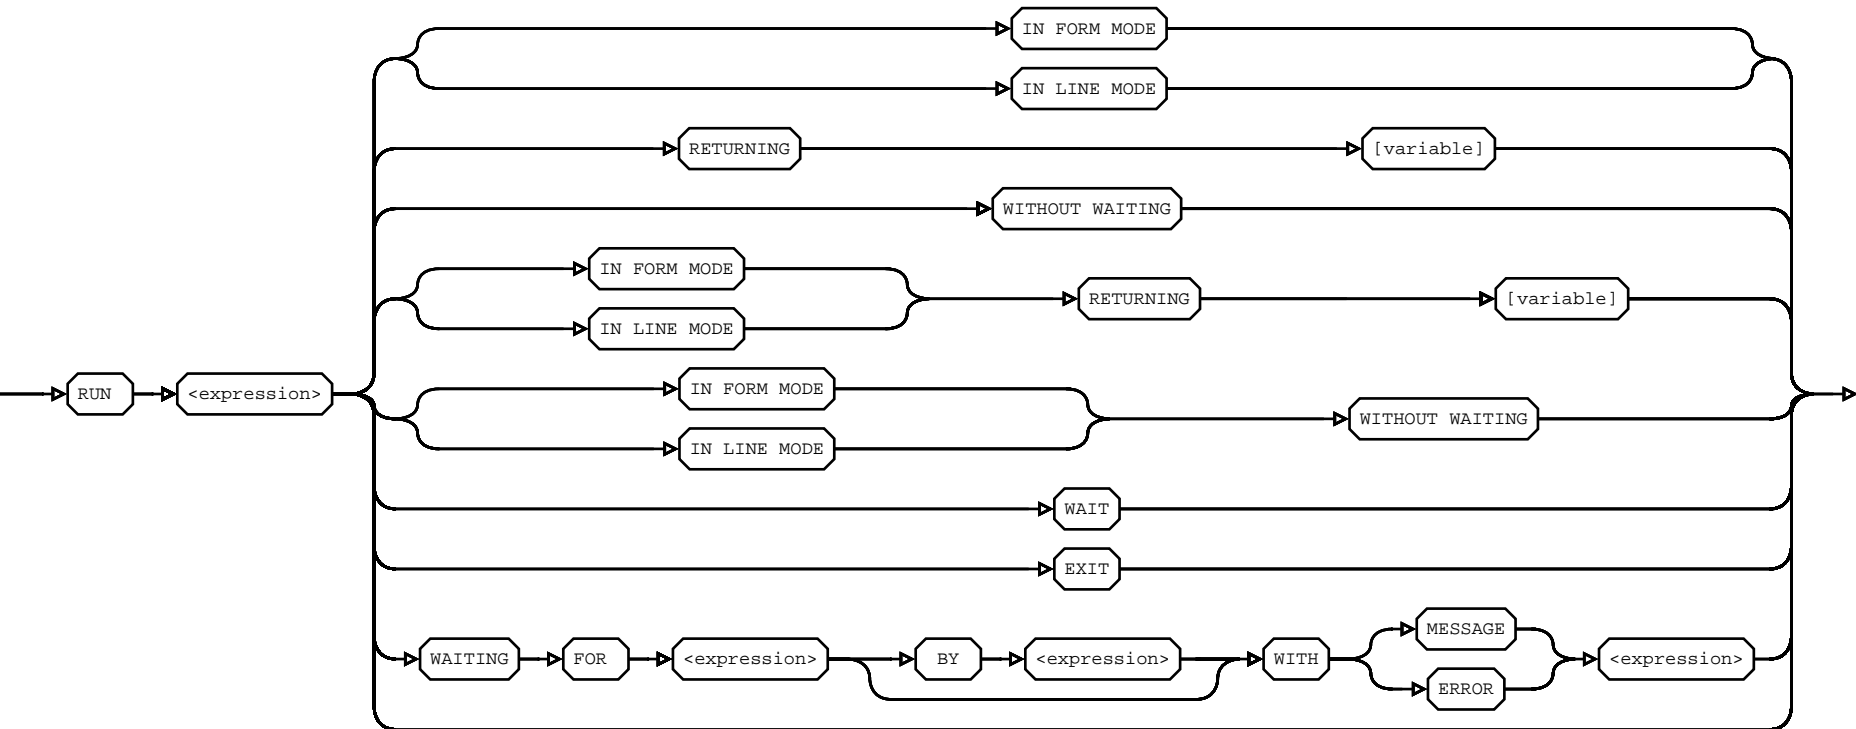 IN FORM MODE
IN LINE MODE
RETURNING [variable]
WITHOUT WAITING
IN FORM MODE
RETURNING [variable]
IN LINE MODE
RUN <expression>
IN FORM MODE
WITHOUT WAITING
IN LINE MODE
WAIT
EXIT
MESSAGE
WAITING FOR <expression> BY <expression> WITH <expression>
ERROR